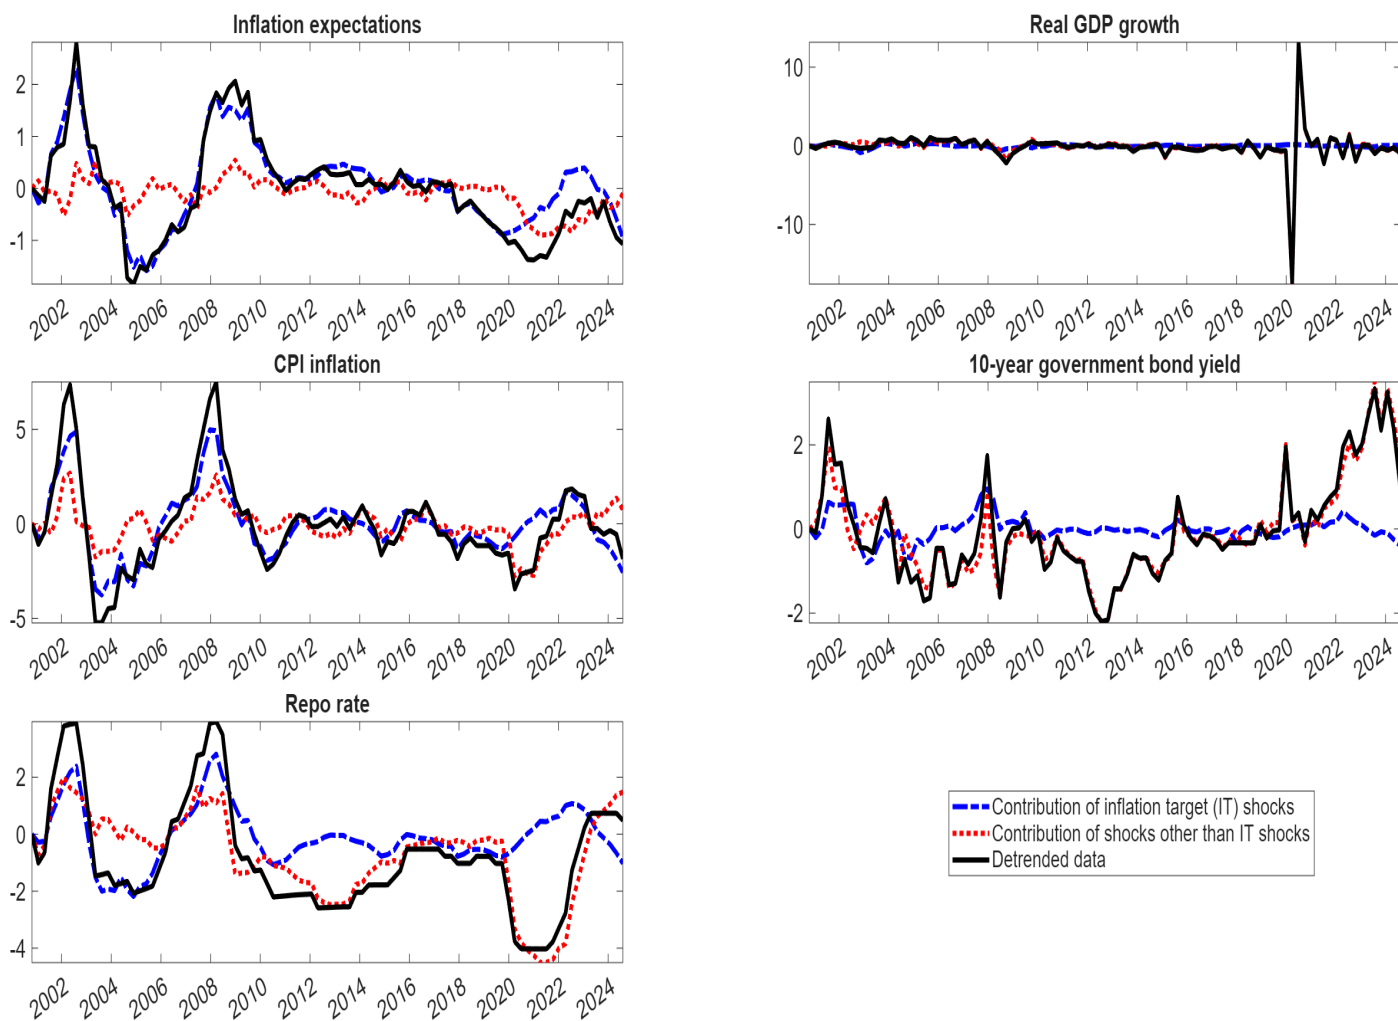 Inflation expectations
2
1
0
-1
2002 2004 2006 2008 2010 2012 2014 2016 2018 2020 2022 2024
Real GDP growth
10
0
-10
2002 2004 2006 2008 2010 2012 2014 2016 2018 2020 2022 2024
CPI inflation
5
0
-5
2002 2004 2006 2008 2010 2012 2014 2016 2018 2020 2022 2024
10-year government bond yield
2
0
-2
2002 2004 2006 2008 2010 2012 2014 2016 2018 2020 2022 2024
Repo rate
2
0
-2
-4
2002 2004 2006 2008 2010 2012 2014 2016 2018 2020 2022 2024
Contribution of inflation target (IT) shocks
Contribution of shocks other than IT shocks
Detrended data